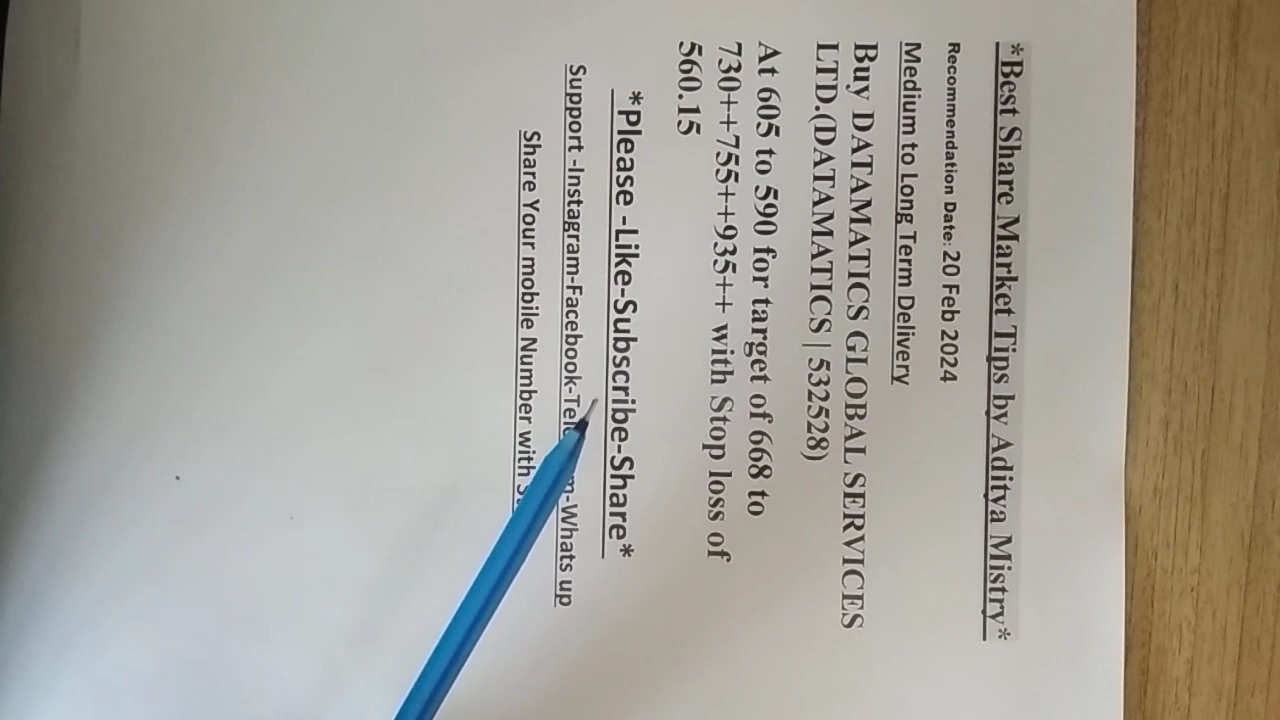 *Best Share Market Tips by Aditya Mistry*
Recommendation Date: 20 Feb 2024
Medium to Long Term Delivery
Buy DATAMATICS GLOBAL SERVICES
LTD.(DATAMATICS | 532528)
At 605 to 590 for target of 668 to
730++755++935++ with Stop loss of
560.15
*Please -Like-Subscribe-Share*
Support -Instagram-Facebook- -Whats up
Share Your mobile Number with